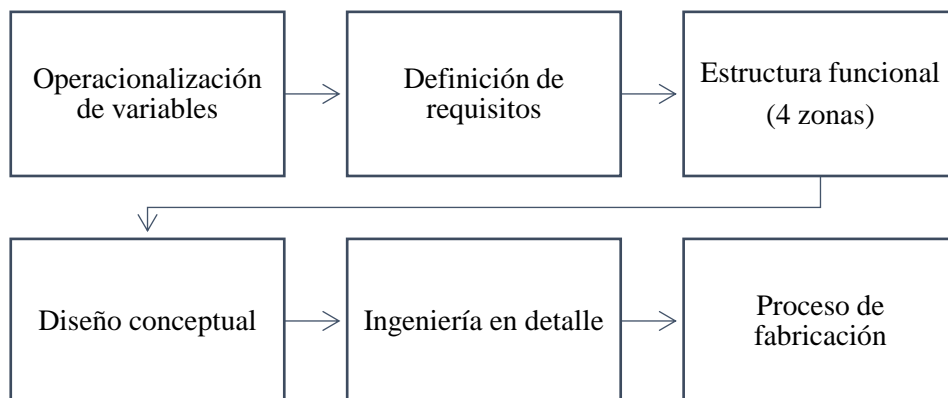 Operacionalización
de variables
Definición de
requisitos
Estructura funcional
(4 zonas)
Diseño conceptual
Ingeniería en detalle
Proceso de
fabricación